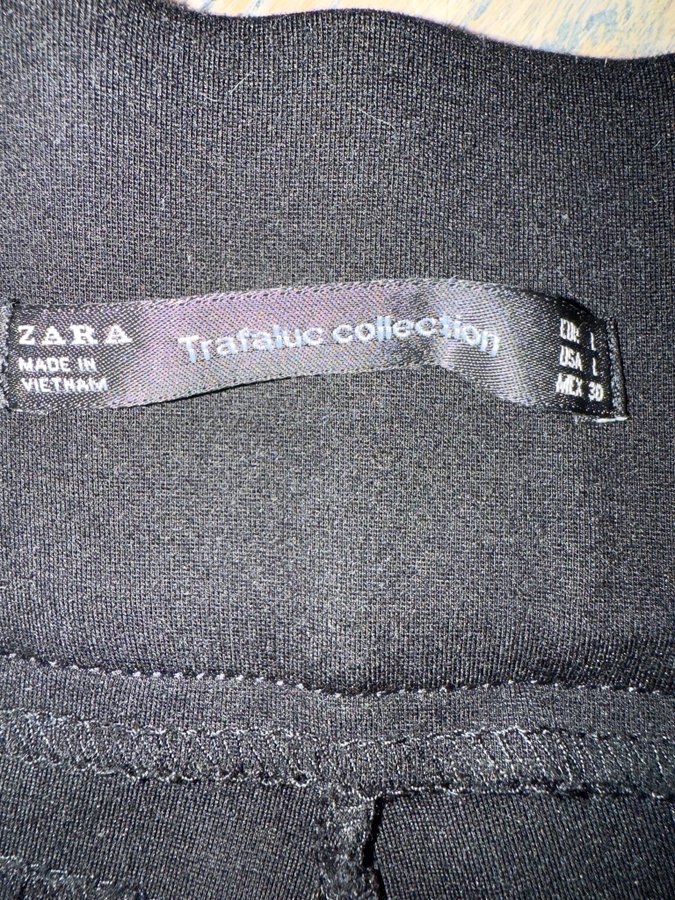 ZARA
MADE IN
VIETNAM
Trafaluc collection
EUR L
USA L
MEX 30